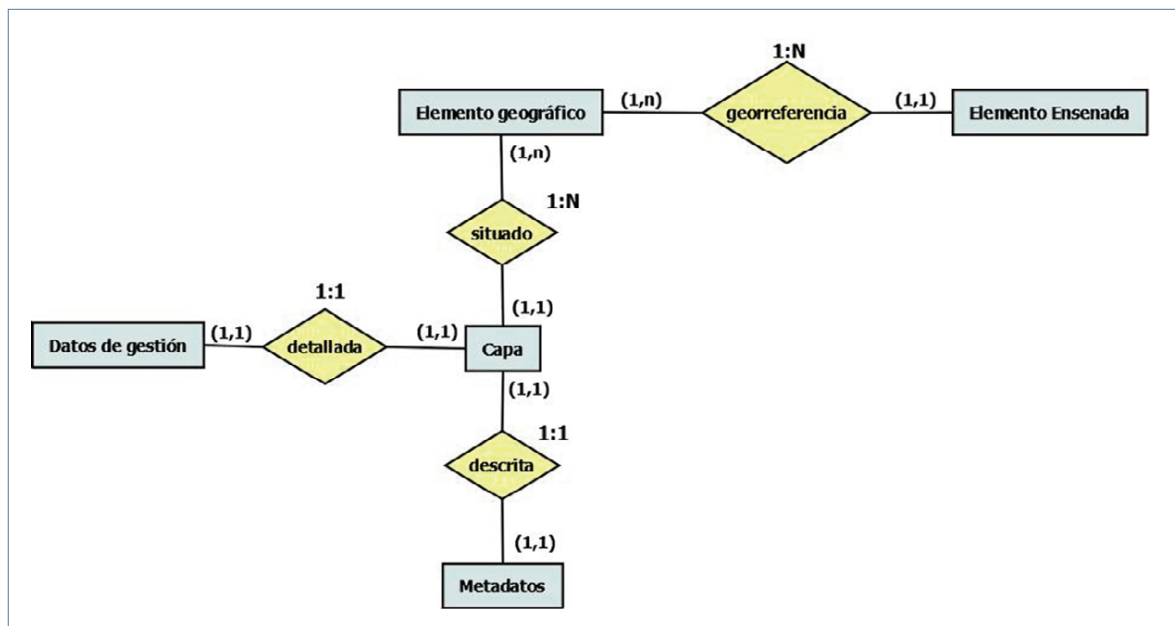 1:N
Elemento geográfico
(1,n)
georreferencia
(1,1)
Elemento Ensenada
(1,n)
1:N
situado
(1,1)
1:1
Datos de gestión
(1,1)
detallada
(1,1)
Capa
(1,1)
1:1
descrita
(1,1)
Metadatos